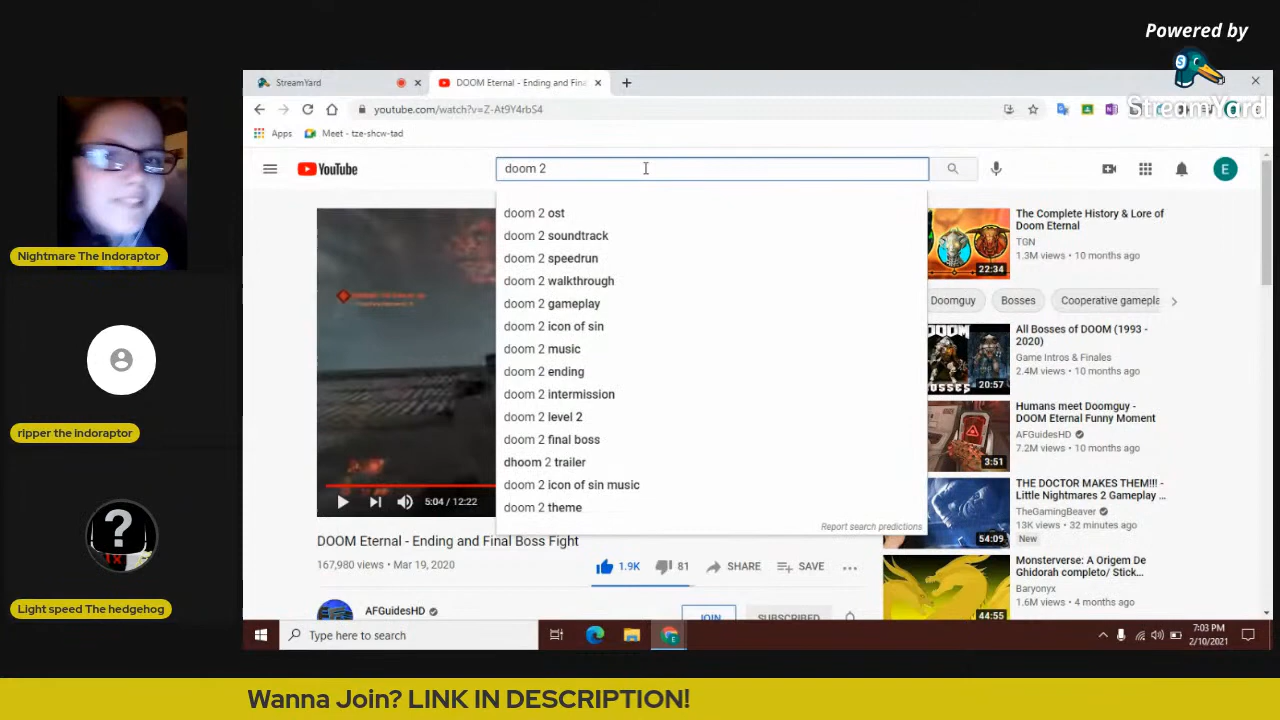 Powered by
StreamYard
StreamYard
DOOM Eternal - Ending and Fina
youtube.com/watch?v=Z-At9Y4rbS4
Apps
Meet - tze-shcw-tad
YouTube
doom 2
E
doom 2 ost
doom 2 soundtrack
doom 2 speedrun
doom 2 walkthrough
doom 2 gameplay
doom 2 icon of sin
doom 2 music
doom 2 ending
doom 2 intermission
doom 2 level 2
doom 2 final boss
dhoom 2 trailer
doom 2 icon of sin music
doom 2 theme
Report search predictions
The Complete History & Lore of
Doom Eternal
TGN
1.3M views • 10 months ago
22:34
Doomguy
Bosses
Cooperative gamepla
All Bosses of DOOM (1993 -
2020)
Game Intros & Finales
2.4M views • 10 months ago
20:57
Humans meet Doomguy -
DOOM Eternal Funny Moment
AFGuidesHD
7.2M views • 10 months ago
3:51
THE DOCTOR MAKES THEM!!! -
Little Nightmares 2 Gameplay ...
TheGamingBeaver
13K views • 32 minutes ago
New
54:09
Monsterverse: A Origem De
Ghidorah completo/ Stick...
Baryonyx
1.6M views • 4 months ago
44:55
5:04 / 12:22
DOOM Eternal - Ending and Final Boss Fight
167,980 views • Mar 19, 2020
1.9K
81
SHARE
SAVE
AFGuidesHD
JOIN
SUBSCRIBED
Type here to search
7:03 PM
2/10/2021
Nightmare The Indoraptor
ripper the indoraptor
?
Light speed The hedgehog
Wanna Join? LINK IN DESCRIPTION!